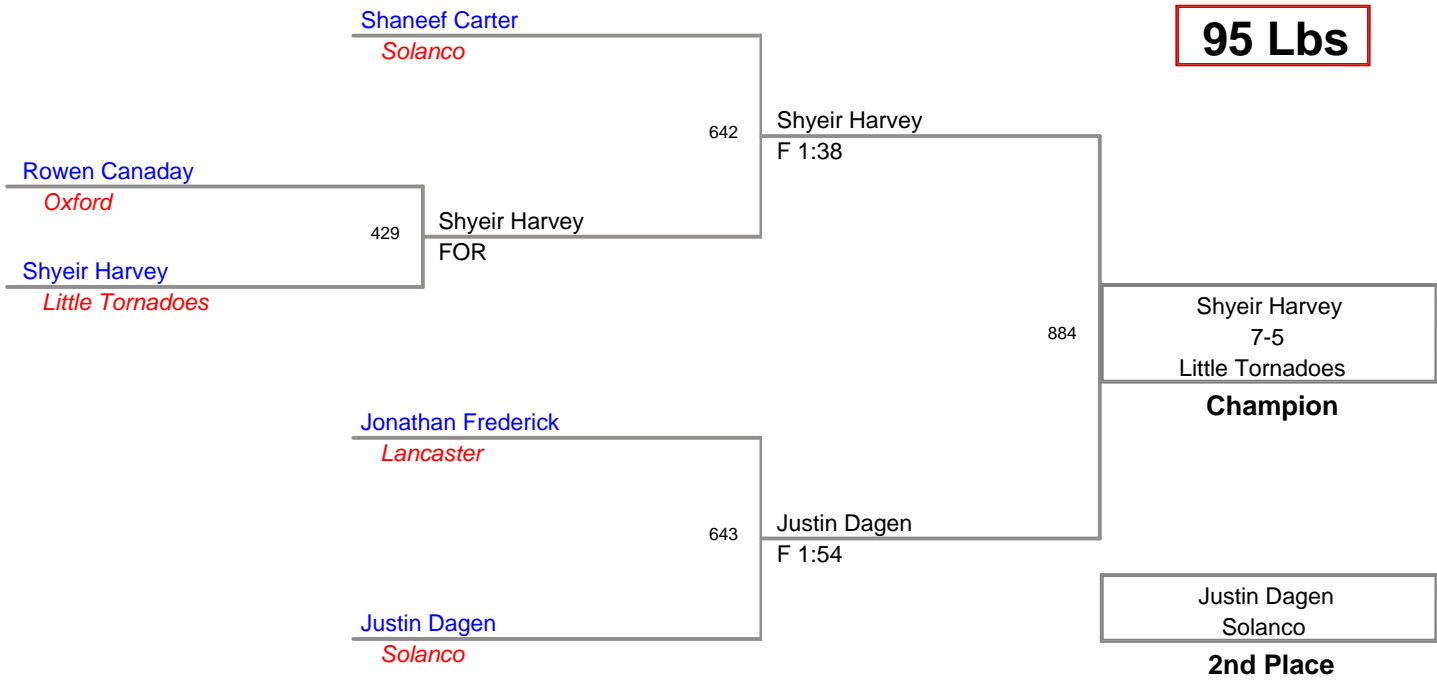 Shaneef Carter
Solanco
95 Lbs
642
Shyeir Harvey
F 1:38
Rowen Canaday
Oxford
429
Shyeir Harvey
FOR
Shyeir Harvey
Little Tornadoes
884
Shyeir Harvey
7-5
Little Tornadoes
Champion
Jonathan Frederick
Lancaster
643
Justin Dagen
F 1:54
Justin Dagen
Solanco
Justin Dagen
Solanco
2nd Place